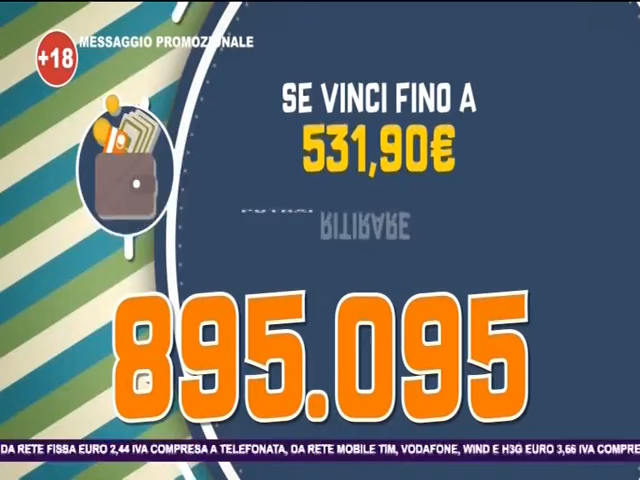 +18
MESSAGGIO PROMOZIONALE
SE VINCI FINO A
531,90€
RITIRARE
895.095
DA RETE FISSA EURO 2,44 IVA COMPRESA A TELEFONATA, DA RETE MOBILE TIM, VODAFONE, WIND E H3G EURO 3,66 IVA COMPRE